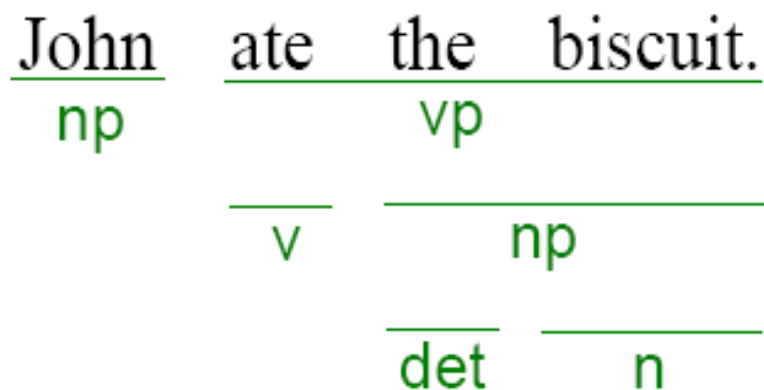 John ate the biscuit.
np vp
v np
det n